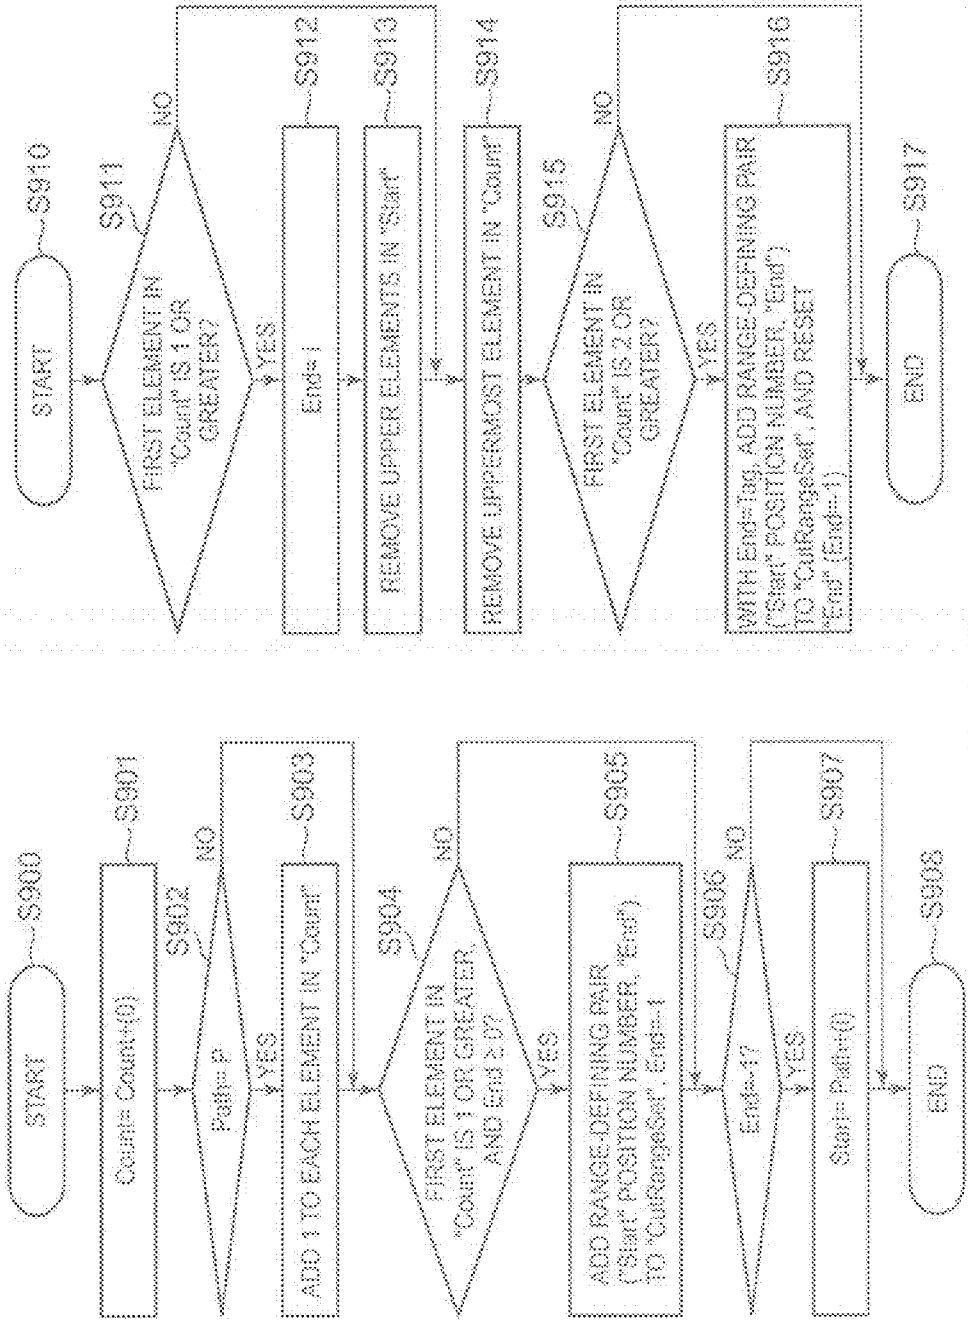 START
S900
Count= Count+(0)
S901
Path= P
S902
NO
YES
ADD 1 TO EACH ELEMENT IN "Count"
S903
FIRST ELEMENT IN
"Count" IS 1 OR GREATER,
AND End ≥ 0?
S904
NO
YES
ADD RANGE-DEFINING PAIR
("Start" POSITION NUMBER, "End")
TO "CutRangeSet", End=-1
S905
End=-1?
S906
NO
YES
Start= Path+(i)
S907
END
S908
START
S910
FIRST ELEMENT IN
"Count" IS 1 OR
GREATER?
S911
NO
YES
End= i
S912
REMOVE UPPER ELEMENTS IN "Start"
S913
REMOVE UPPERMOST ELEMENT IN "Count"
S914
FIRST ELEMENT IN
"Count" IS 2 OR
GREATER?
S915
NO
YES
WITH End=Tag, ADD RANGE-DEFINING PAIR
("Start" POSITION NUMBER, "End")
TO "CutRangeSet", AND RESET
"End" (End=-1)
S916
END
S917